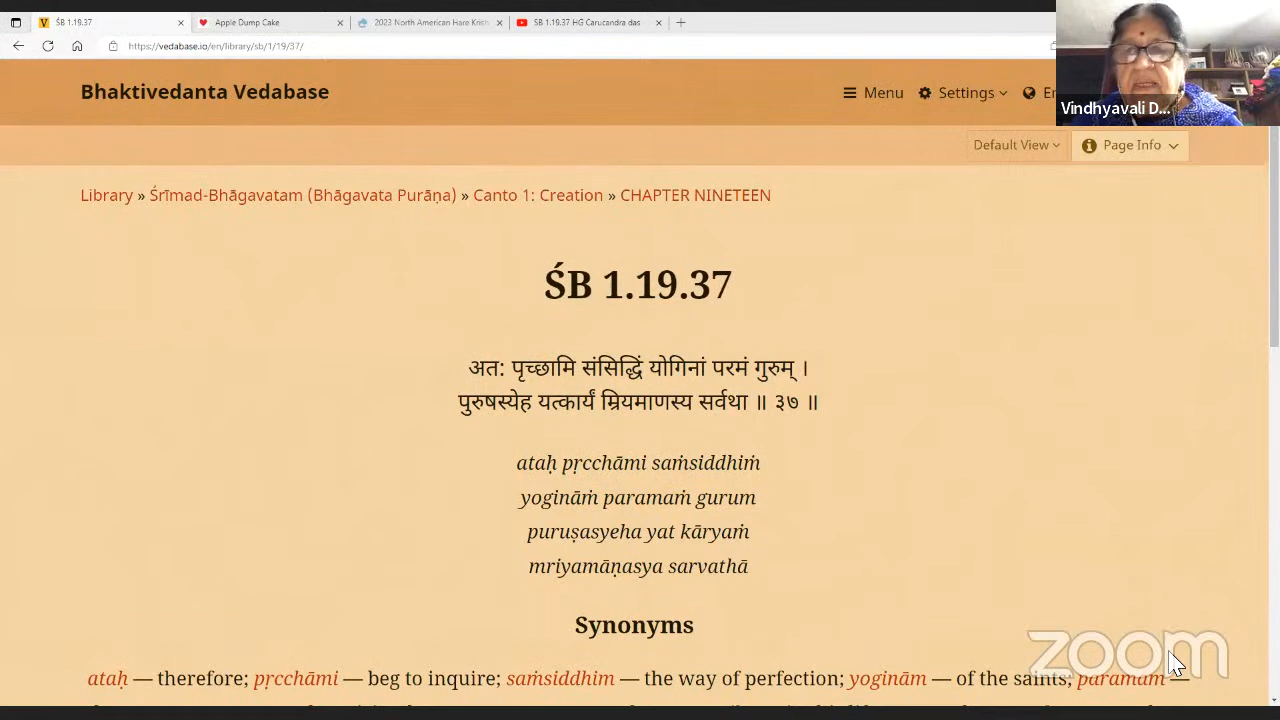 ŚB 1.19.37
Apple Dump Cake
2023 North American Hare Krish
SB 1.19.37 HG Carucandra das
https://vedabase.io/en/library/sb/1/19/37/
Bhaktivedanta Vedabase
Menu
Settings
En
Vindhyavali D...
Default View
Page Info
Library » Śrīmad-Bhāgavatam (Bhāgavata Purāṇa) » Canto 1: Creation » CHAPTER NINETEEN
ŚB 1.19.37
अत: पृच्छामि संसिद्धिं योगिनां परमं गुरुम् ।
पुरुषस्येह यत्कार्यं म्रियमाणस्य सर्वथा ॥ ३७ ॥
ataḥ pṛcchāmi saṁsiddhiṁ
yogināṁ paramaṁ gurum
puruṣasyeha yat kāryaṁ
mriyamāṇasya sarvathā
Synonyms
ataḥ — therefore; pṛcchāmi — beg to inquire; saṁsiddhim — the way of perfection; yoginām — of the saints; paramam —
zoom